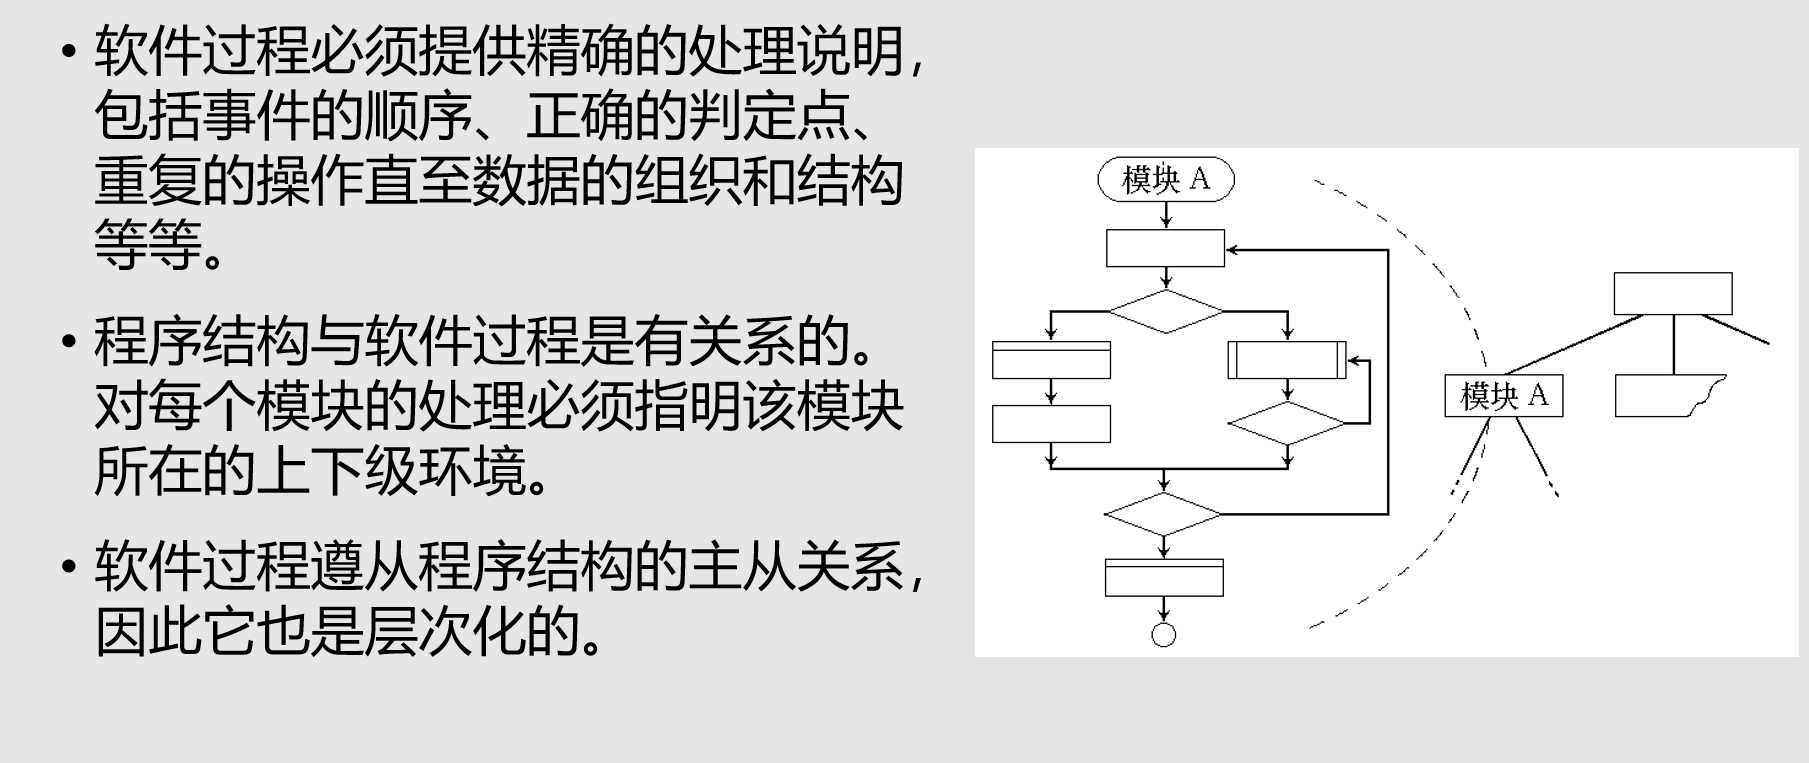 • 软件过程必须提供精确的处理说明，
包括事件的顺序、正确的判定点、
重复的操作直至数据的组织和结构
等等。
• 程序结构与软件过程是有关系的。
对每个模块的处理必须指明该模块
所在的上下级环境。
• 软件过程遵从程序结构的主从关系，
因此它也是层次化的。
模块 A
模块 A